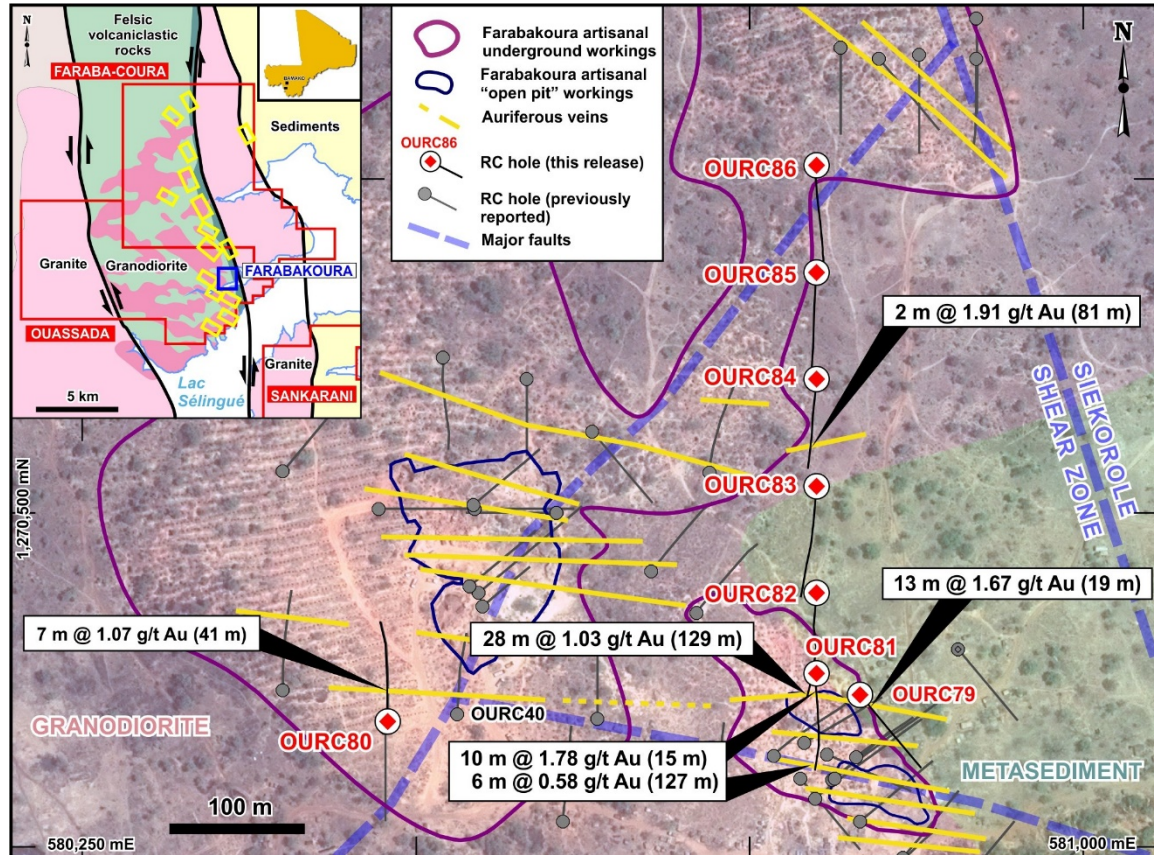 N
Felsic
volcaniclastic
rocks
FARABA-COURA
BAMAKO
Sediments
Granite
Granodiorite
FARABAKOURA
OUASSADA
Granite
Lac
Sélingué
SANKARANI
5 km
Farabakoura artisanal
underground workings
Farabakoura artisanal
"open pit" workings
Auriferous veins
OURC86
RC hole (this release)
RC hole (previously
reported)
Major faults
N
OURC86
OURC85
2 m @ 1.91 g/t Au (81 m)
OURC84
SIEKOROLE
SHEAR ZONE
OURC83
1,270,500 mN
13 m @ 1.67 g/t Au (19 m)
OURC82
7 m @ 1.07 g/t Au (41 m)
28 m @ 1.03 g/t Au (129 m)
OURC81
OURC79
GRANODIORITE
OURC80
OURC40
10 m @ 1.78 g/t Au (15 m)
6 m @ 0.58 g/t Au (127 m)
METASEDIMENT
100 m
580,250 mE
581,000 mE